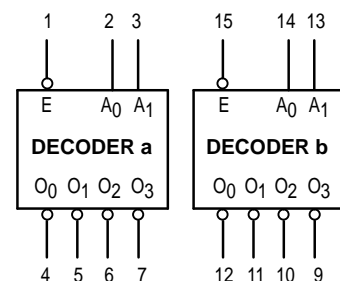 1 2 3 15 14 13
E A0 A1 E A0 A1
DECODER a DECODER b
O0 O1 O2 O3 O0 O1 O2 O3
4 5 6 7 12 11 10 9